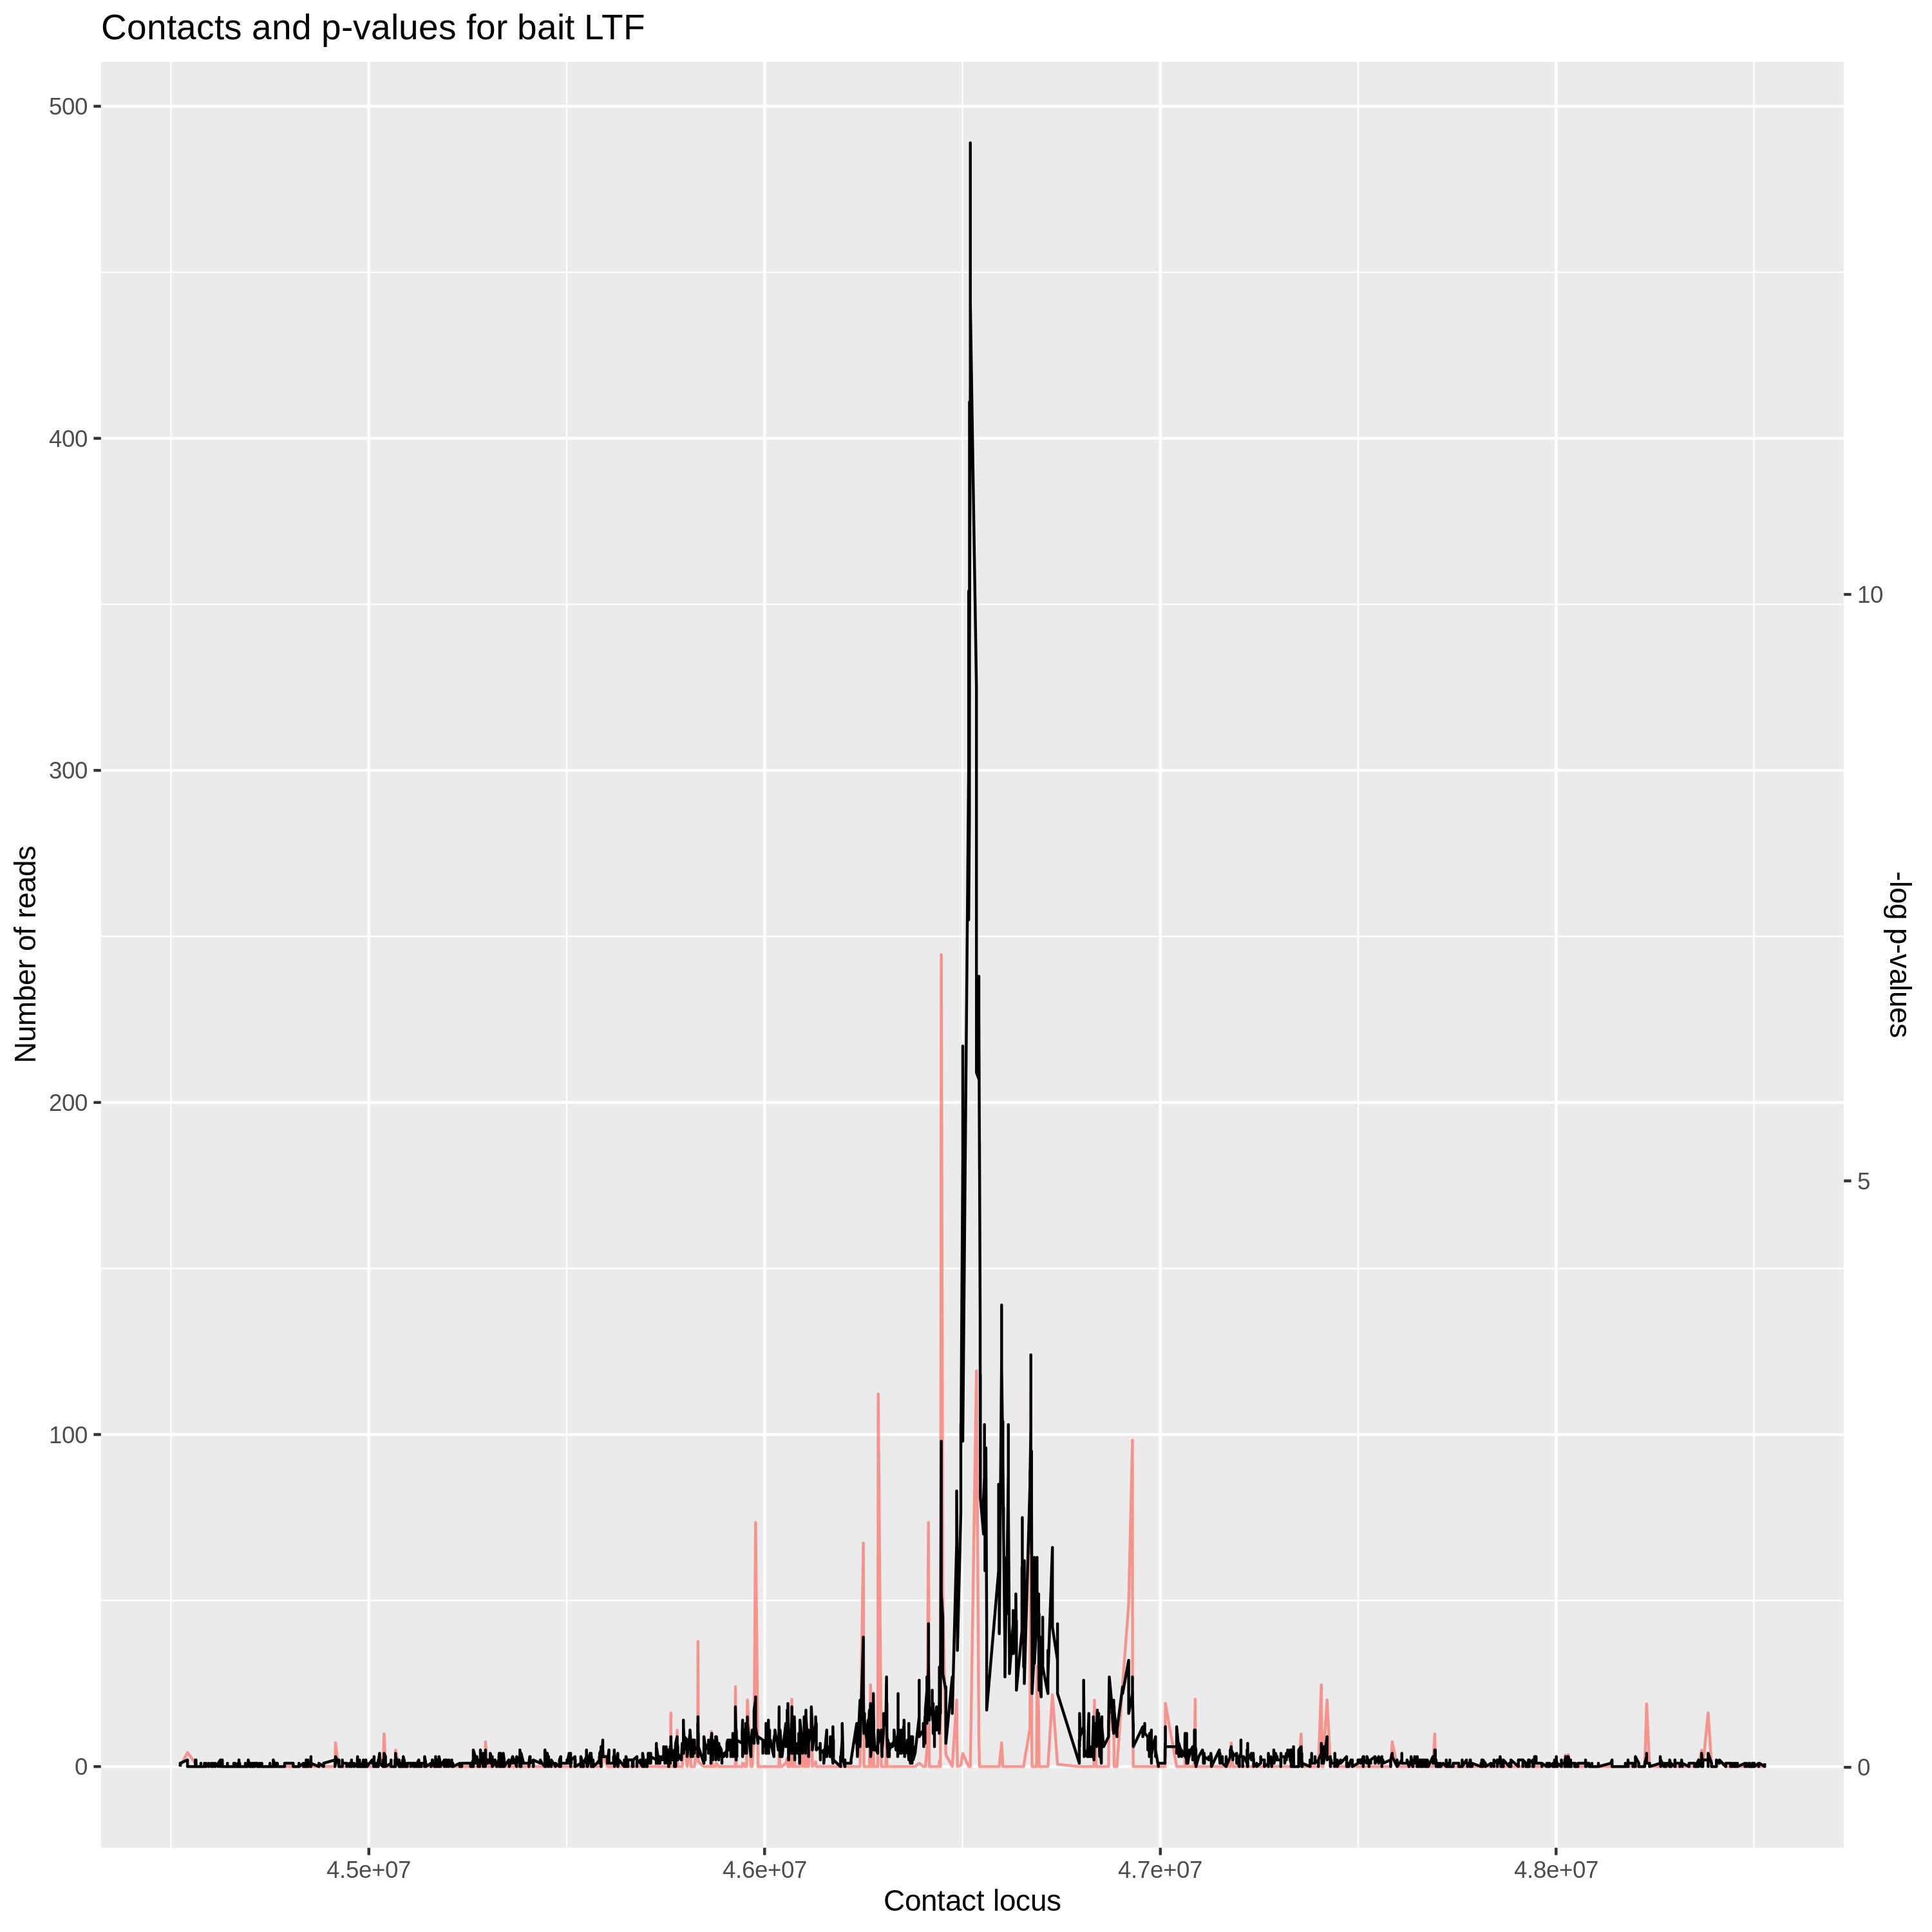 Contacts and p-values for bait LTF
500
400
300
200
100
0
Number of reads
10
5
0
-log p-values
4.5e+07
4.6e+07
4.7e+07
4.8e+07
Contact locus